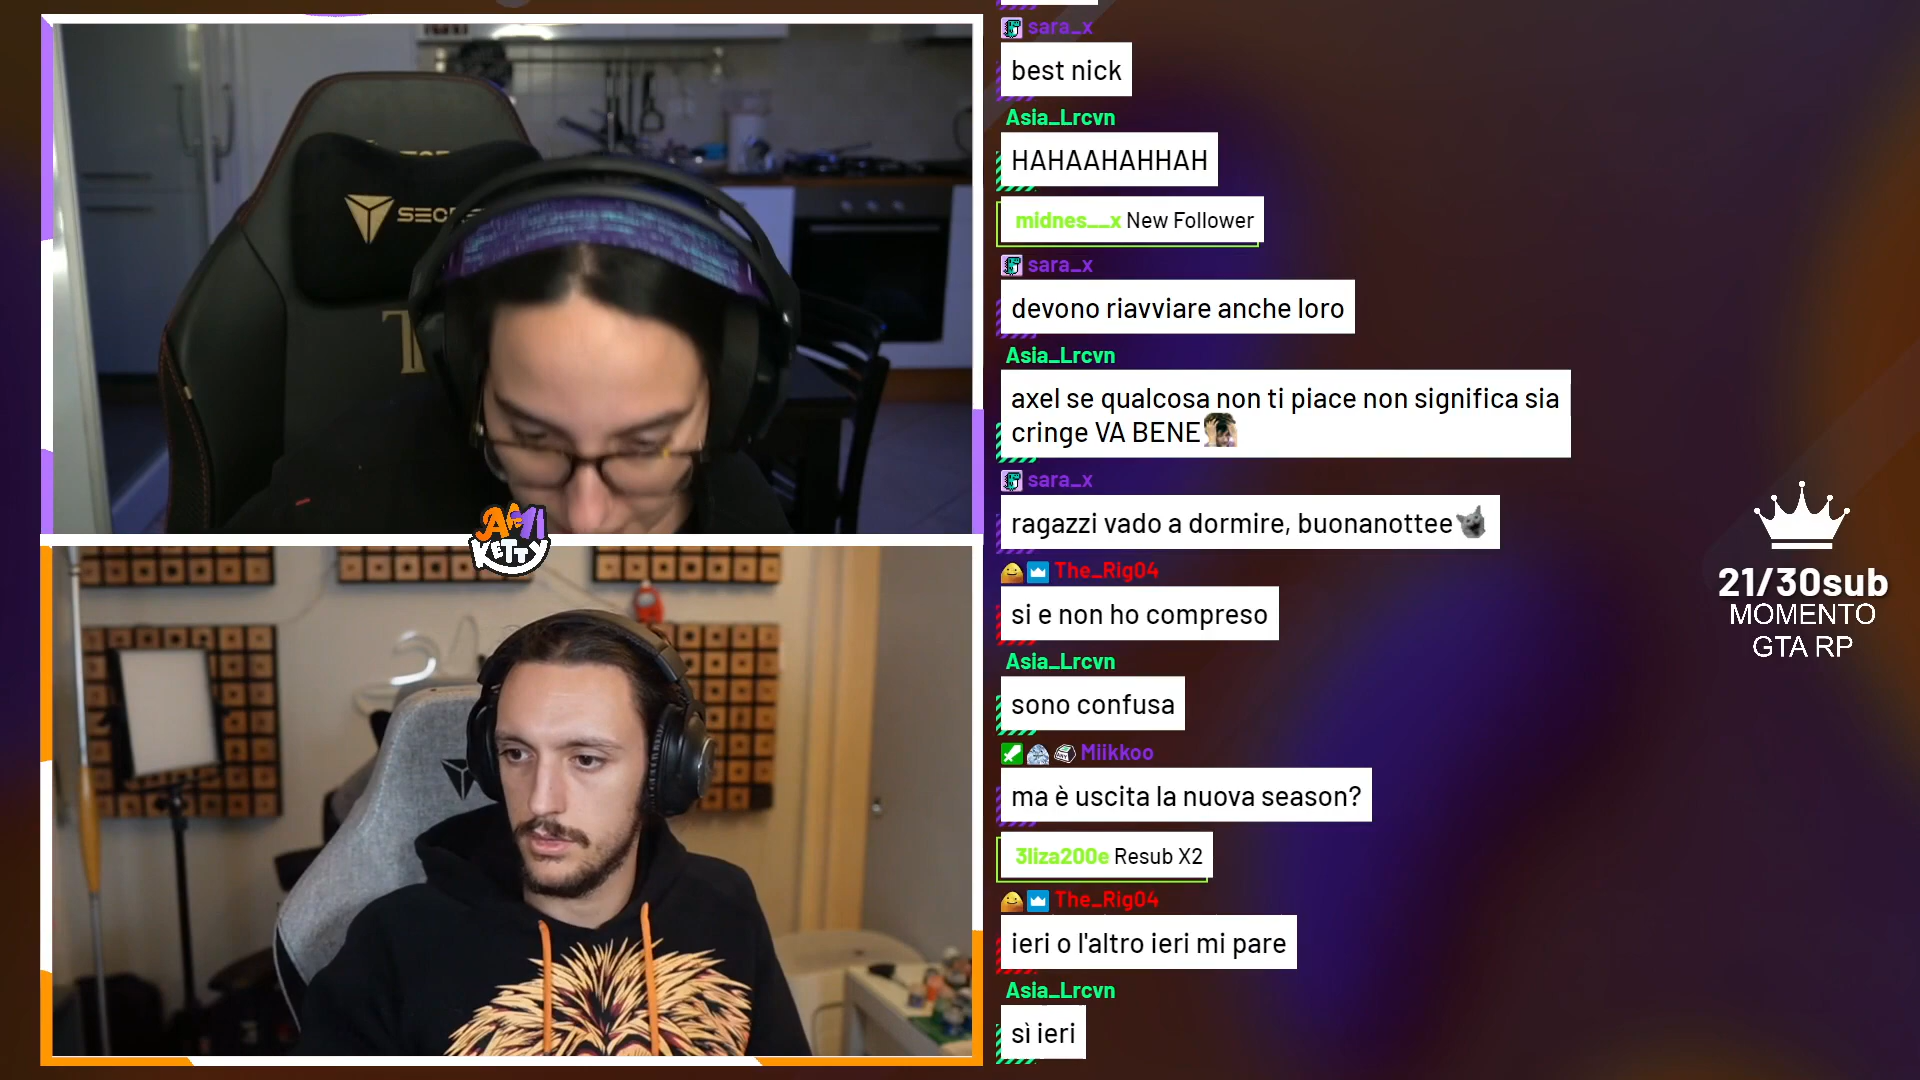 sara_x
best nick
Asia_Lrcvn
HAHAAHAHHAH
midnes__x New Follower
sara_x
devono riavviare anche loro
Asia_Lrcvn
axel se qualcosa non ti piace non significa sia
cringe VA BENE
sara_x
ragazzi vado a dormire, buonanottee
The_Rig04
si e non ho compreso
Asia_Lrcvn
sono confusa
Miikkoo
ma è uscita la nuova season?
3liza200e Resub X2
The_Rig04
ieri o l'altro ieri mi pare
Asia_Lrcvn
sì ieri
21/30sub
MOMENTO
GTA RP
KETTY